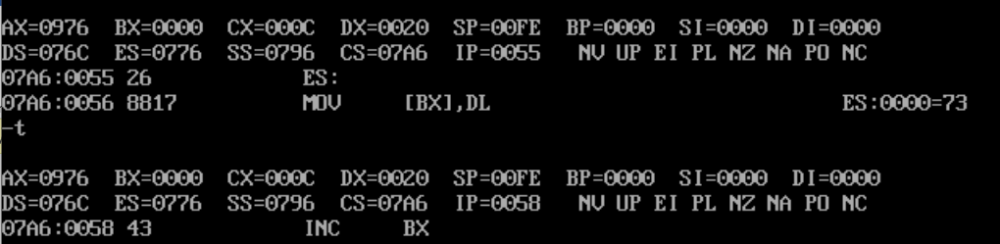 AX=0976 BX=0000 CX=000C DX=0020 SP=00FE BP=0000 SI=0000 DI=0000
DS=076C ES=0776 SS=0796 CS=07A6 IP=0055 NV UP EI PL NZ NA PO NC
07A6:0055 26 ES:
07A6:0056 8817 MOV [BX],DL ES:0000=73
-t
AX=0976 BX=0000 CX=000C DX=0020 SP=00FE BP=0000 SI=0000 DI=0000
DS=076C ES=0776 SS=0796 CS=07A6 IP=0058 NV UP EI PL NZ NA PO NC
07A6:0058 43 INC BX